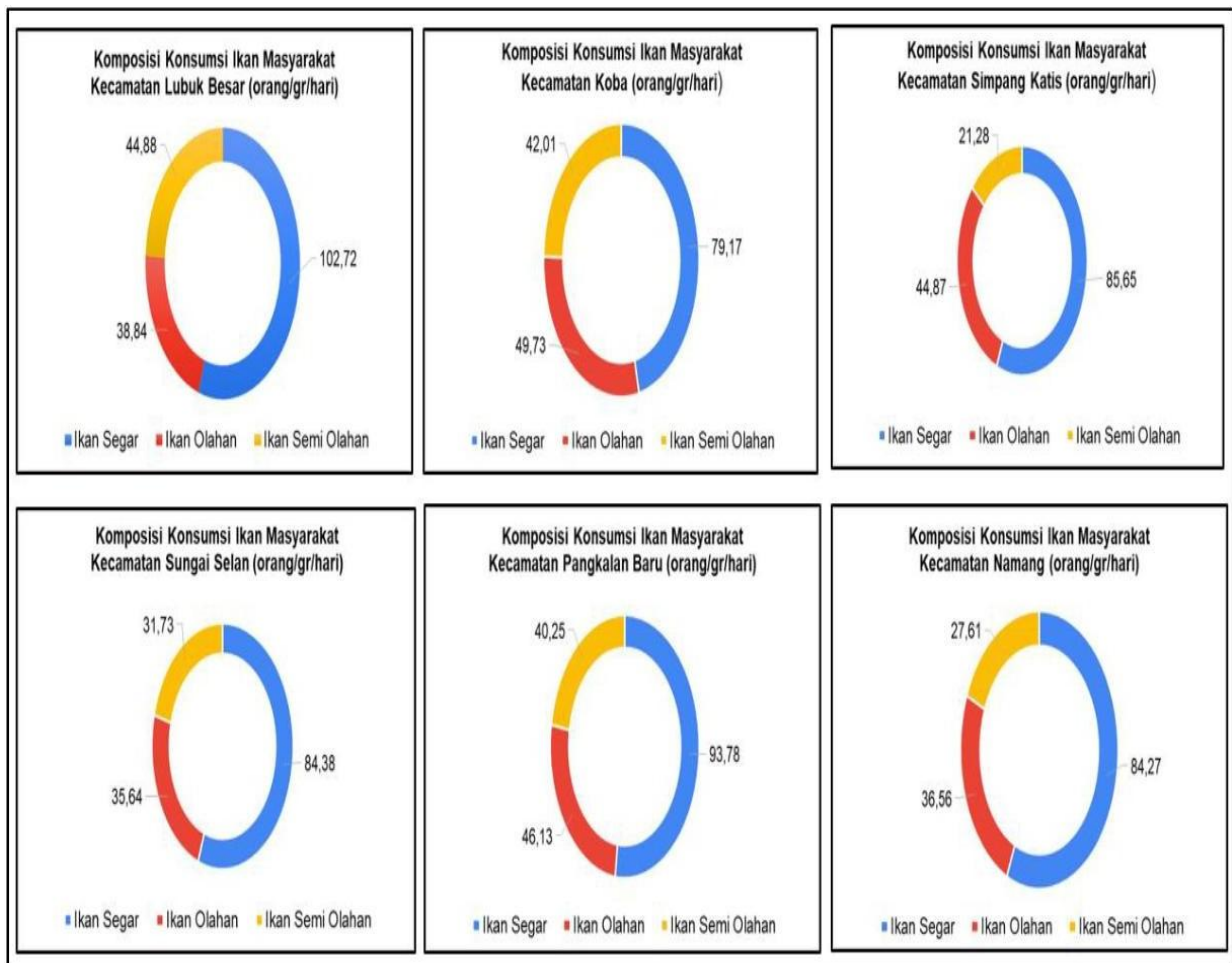 Komposisi Konsumsi Ikan Masyarakat
Kecamatan Lubuk Besar (orang/gr/hari)
44,88
102,72
38,84
Ikan Segar Ikan Olahan Ikan Semi Olahan
Komposisi Konsumsi Ikan Masyarakat
Kecamatan Koba (orang/gr/hari)
42,01
79,17
49,73
Ikan Segar Ikan Olahan Ikan Semi Olahan
Komposisi Konsumsi Ikan Masyarakat
Kecamatan Simpang Katis (orang/gr/hari)
21,28
44,87
85,65
Ikan Segar Ikan Olahan Ikan Semi Olahan
Komposisi Konsumsi Ikan Masyarakat
Kecamatan Sungai Selan (orang/gr/hari)
31,73
84,38
35,64
Ikan Segar Ikan Olahan Ikan Semi Olahan
Komposisi Konsumsi Ikan Masyarakat
Kecamatan Pangkalan Baru (orang/gr/hari)
40,25
93,78
46,13
Ikan Segar Ikan Olahan Ikan Semi Olahan
Komposisi Konsumsi Ikan Masyarakat
Kecamatan Namang (orang/gr/hari)
27,61
84,27
36,56
Ikan Segar Ikan Olahan Ikan Semi Olahan